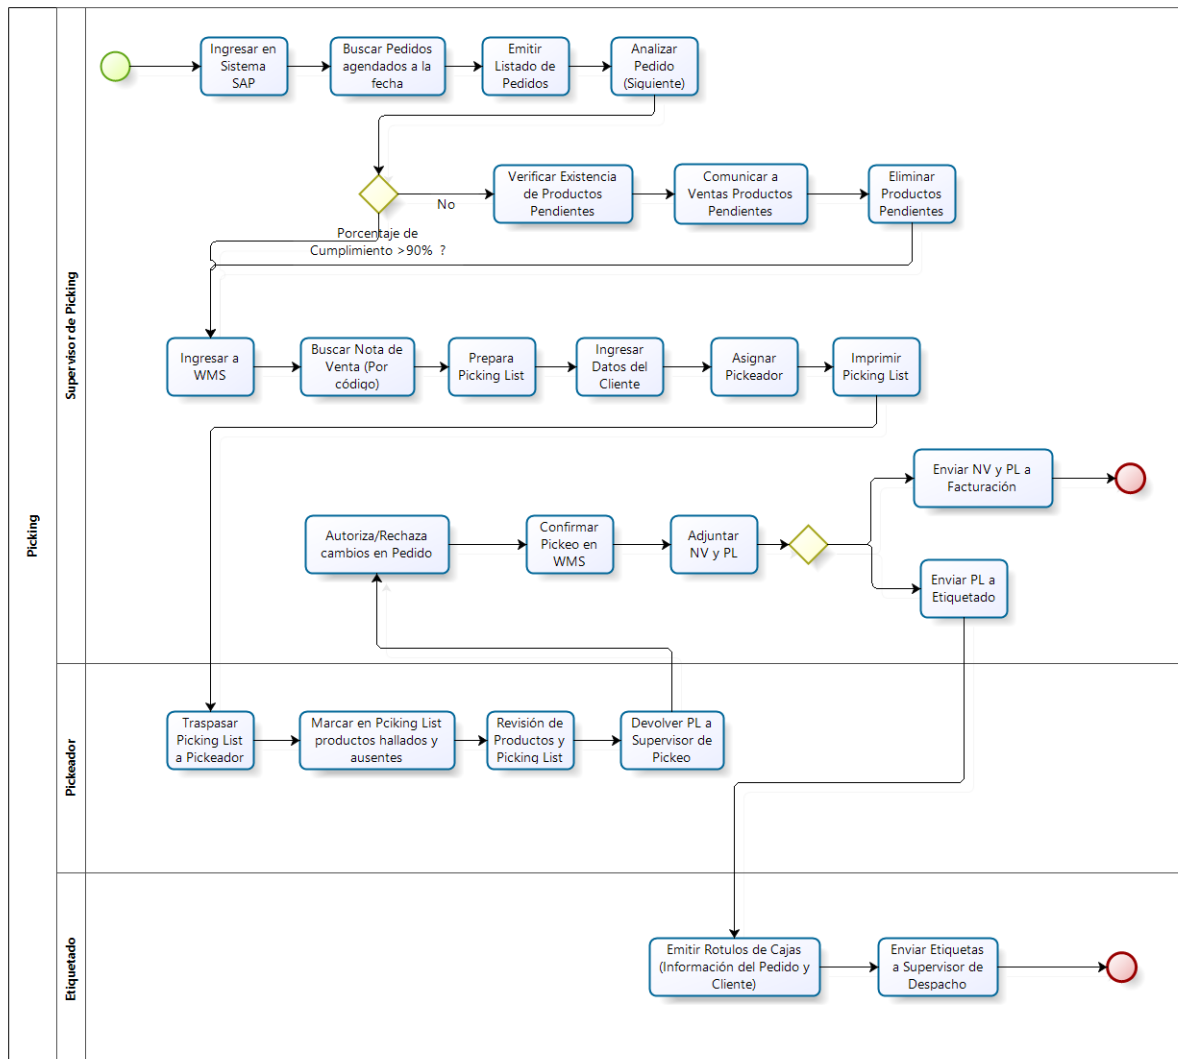 Picking
Supervisor de Picking
Ingresar en
Sistema
SAP
Buscar Pedidos
agendados a la
fecha
Emitir
Listado de
Pedidos
Analizar
Pedido
(Siguiente)
No
Porcentaje de
Cumplimiento >90% ?
Verificar Existencia
de Productos
Pendientes
Comunicar a
Ventas Productos
Pendientes
Eliminar
Productos
Pendientes
Ingresar a
WMS
Buscar Nota de
Venta (Por
código)
Prepara
Picking List
Ingresar
Datos del
Cliente
Asignar
Pickeador
Imprimir
Picking List
Autoriza/Rechaza
cambios en Pedido
Confirmar
Pickeo en
WMS
Adjuntar
NV y PL
Enviar NV y PL a
Facturación
Enviar PL a
Etiquetado
Pickeador
Traspasar
Picking List
a Pickeador
Marcar en Pciking List
productos hallados y
ausentes
Revisión de
Productos y
Picking List
Devolver PL a
Supervisor de
Pickeo
Etiquetado
Emitir Rotulos de Cajas
(Información del Pedido y
Cliente)
Enviar Etiquetas
a Supervisor de
Despacho